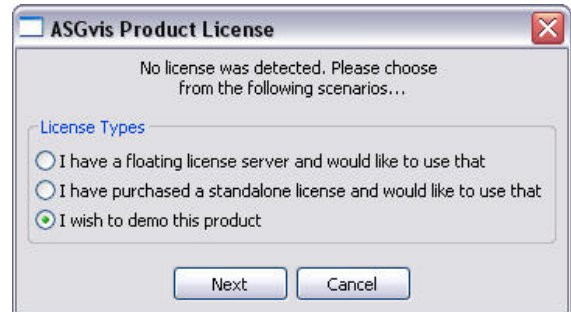 ASGvis Product License
No license was detected. Please choose
from the following scenarios...
License Types
I have a floating license server and would like to use that
I have purchased a standalone license and would like to use that
I wish to demo this product
Next
Cancel